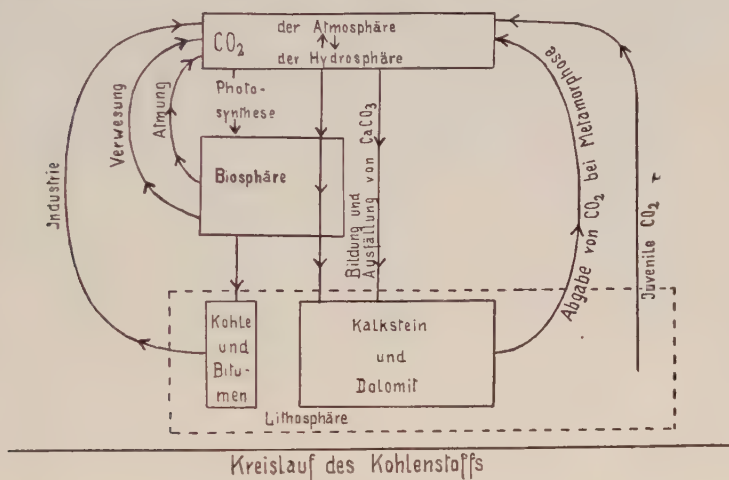 der Atmosphäre
CO₂
der Hydrosphäre
Photo-
synthese
Industrie
Verwesung
Atmung
Biosphäre
Bildung und
Ausfällung von CaCO₃
Abgabe von CO₂ bei Metamorphose
Juvenile CO₂
Kohle
und
Bitu-
men
Kalkstein
und
Dolomit
Lithosphäre
Kreislauf des Kohlenstoffs